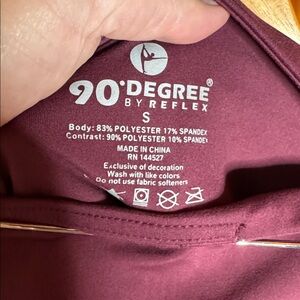 90 DEGREE®
BY REFLEX
S
Body: 83% POLYESTER 17% SPANDEX
Contrast: 90% POLYESTER 10% SPANDEX
MADE IN CHINA
RN 144527
Exclusive of decoration
Wash with like colors
Do not use fabric softeners